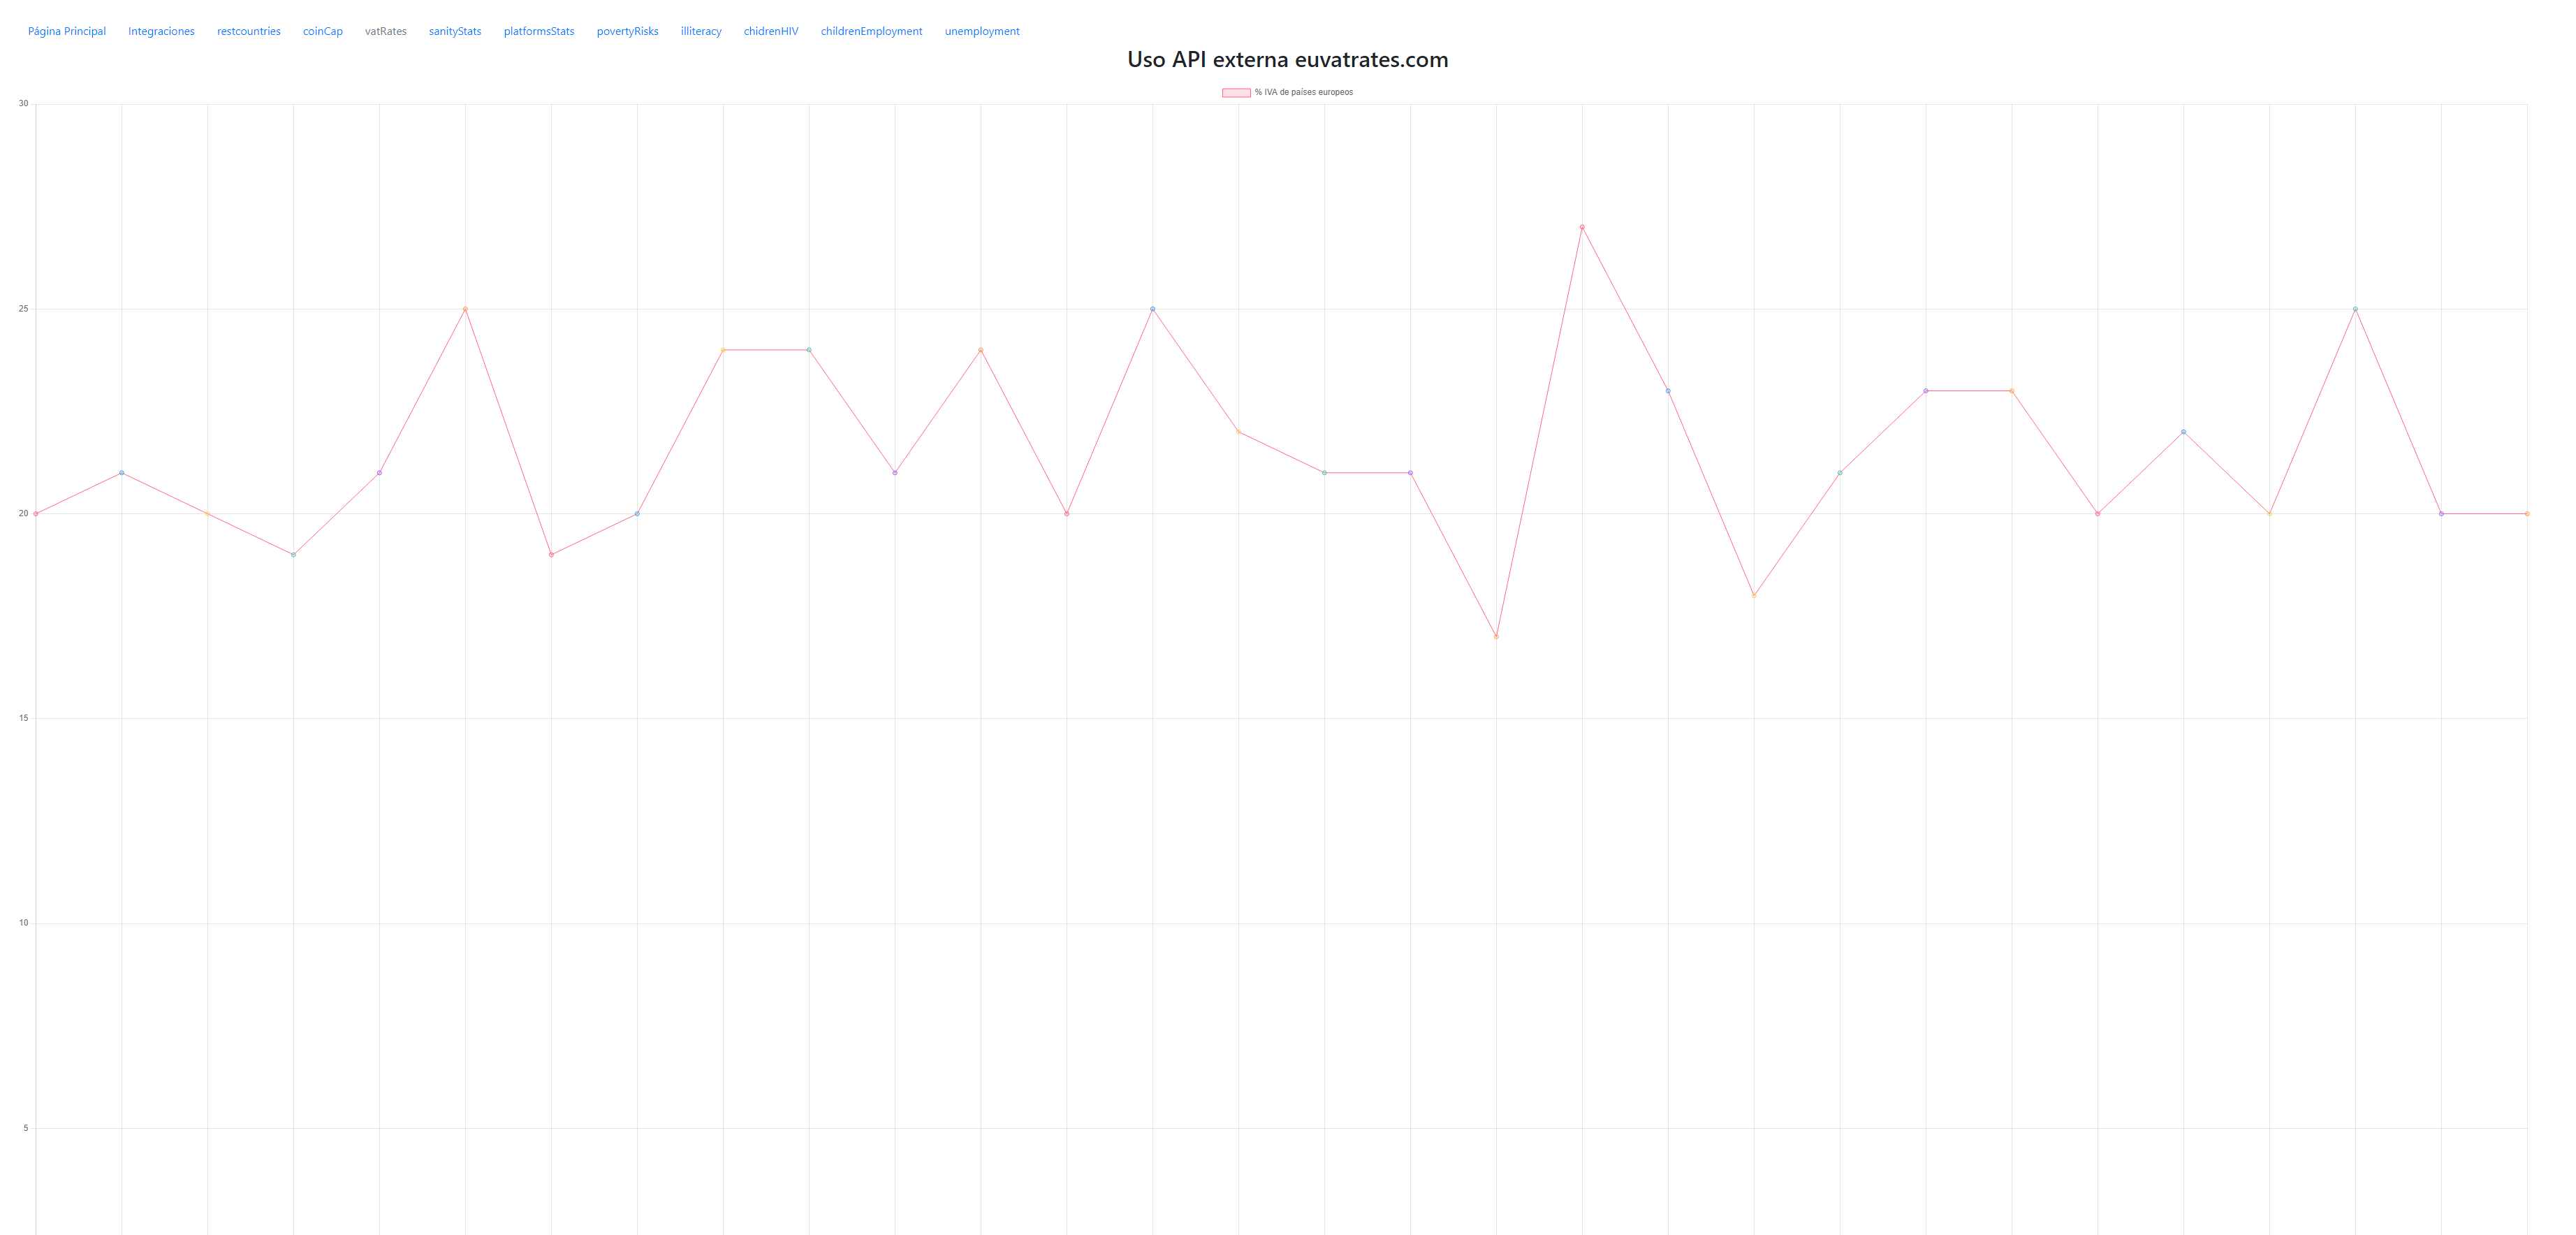 Página Principal Integraciones restcountries coinCap vatRates sanityStats platformsStats povertyRisks illiteracy chidrenHIV childrenEmployment unemployment
Uso API externa euvatrates.com
% IVA de países europeos
30
25
20
15
10
5